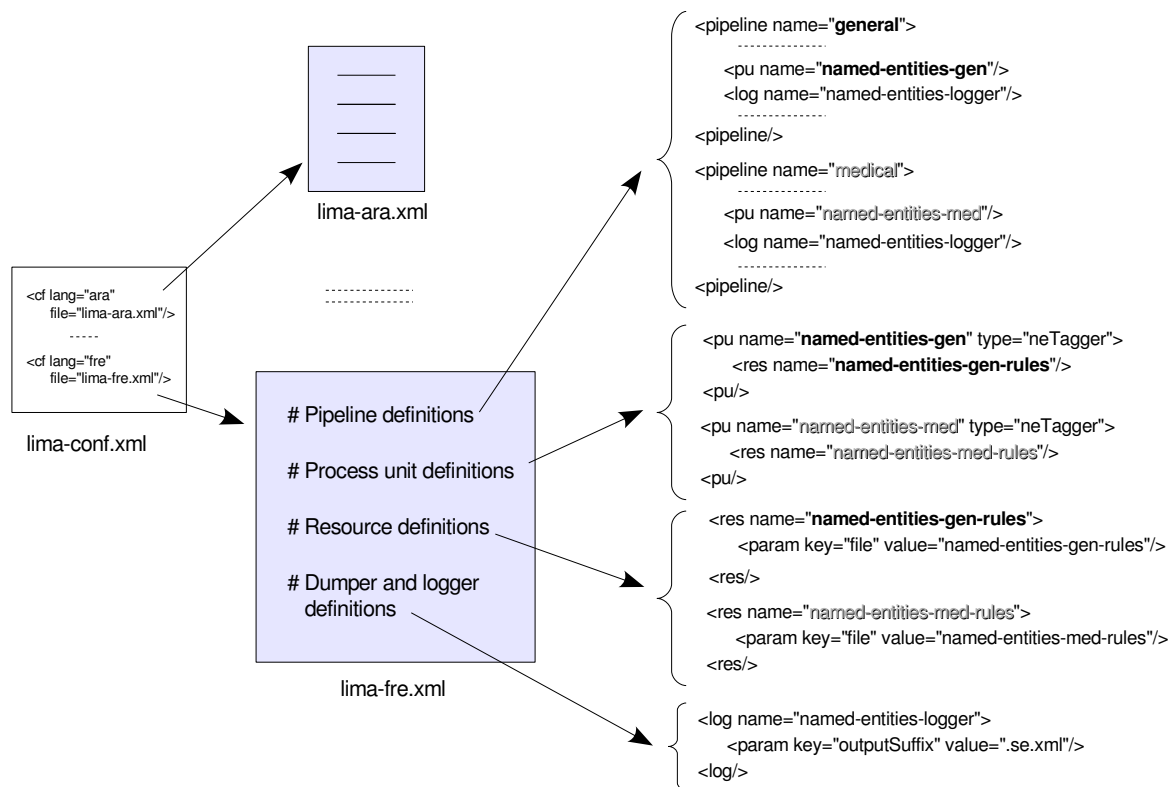 lima-ara.xml
<cf lang="ara"
file="lima-ara.xml"/>
<cf lang="fre"
file="lima-fre.xml"/>
lima-conf.xml
# Pipeline definitions
# Process unit definitions
# Resource definitions
# Dumper and logger
definitions
lima-fre.xml
<pipeline name="general">
<pu name="named-entities-gen"/>
<log name="named-entities-logger"/>
<pipeline/>
<pipeline name="medical">
<pu name="named-entities-med"/>
<log name="named-entities-logger"/>
<pipeline/>
<pu name="named-entities-gen" type="neTagger">
<res name="named-entities-gen-rules"/>
<pu/>
<pu name="named-entities-med" type="neTagger">
<res name="named-entities-med-rules"/>
<pu/>
<res name="named-entities-gen-rules">
<param key="file" value="named-entities-gen-rules"/>
<res/>
<res name="named-entities-med-rules">
<param key="file" value="named-entities-med-rules"/>
<res/>
<log name="named-entities-logger">
<param key="outputSuffix" value=".se.xml"/>
<log/>